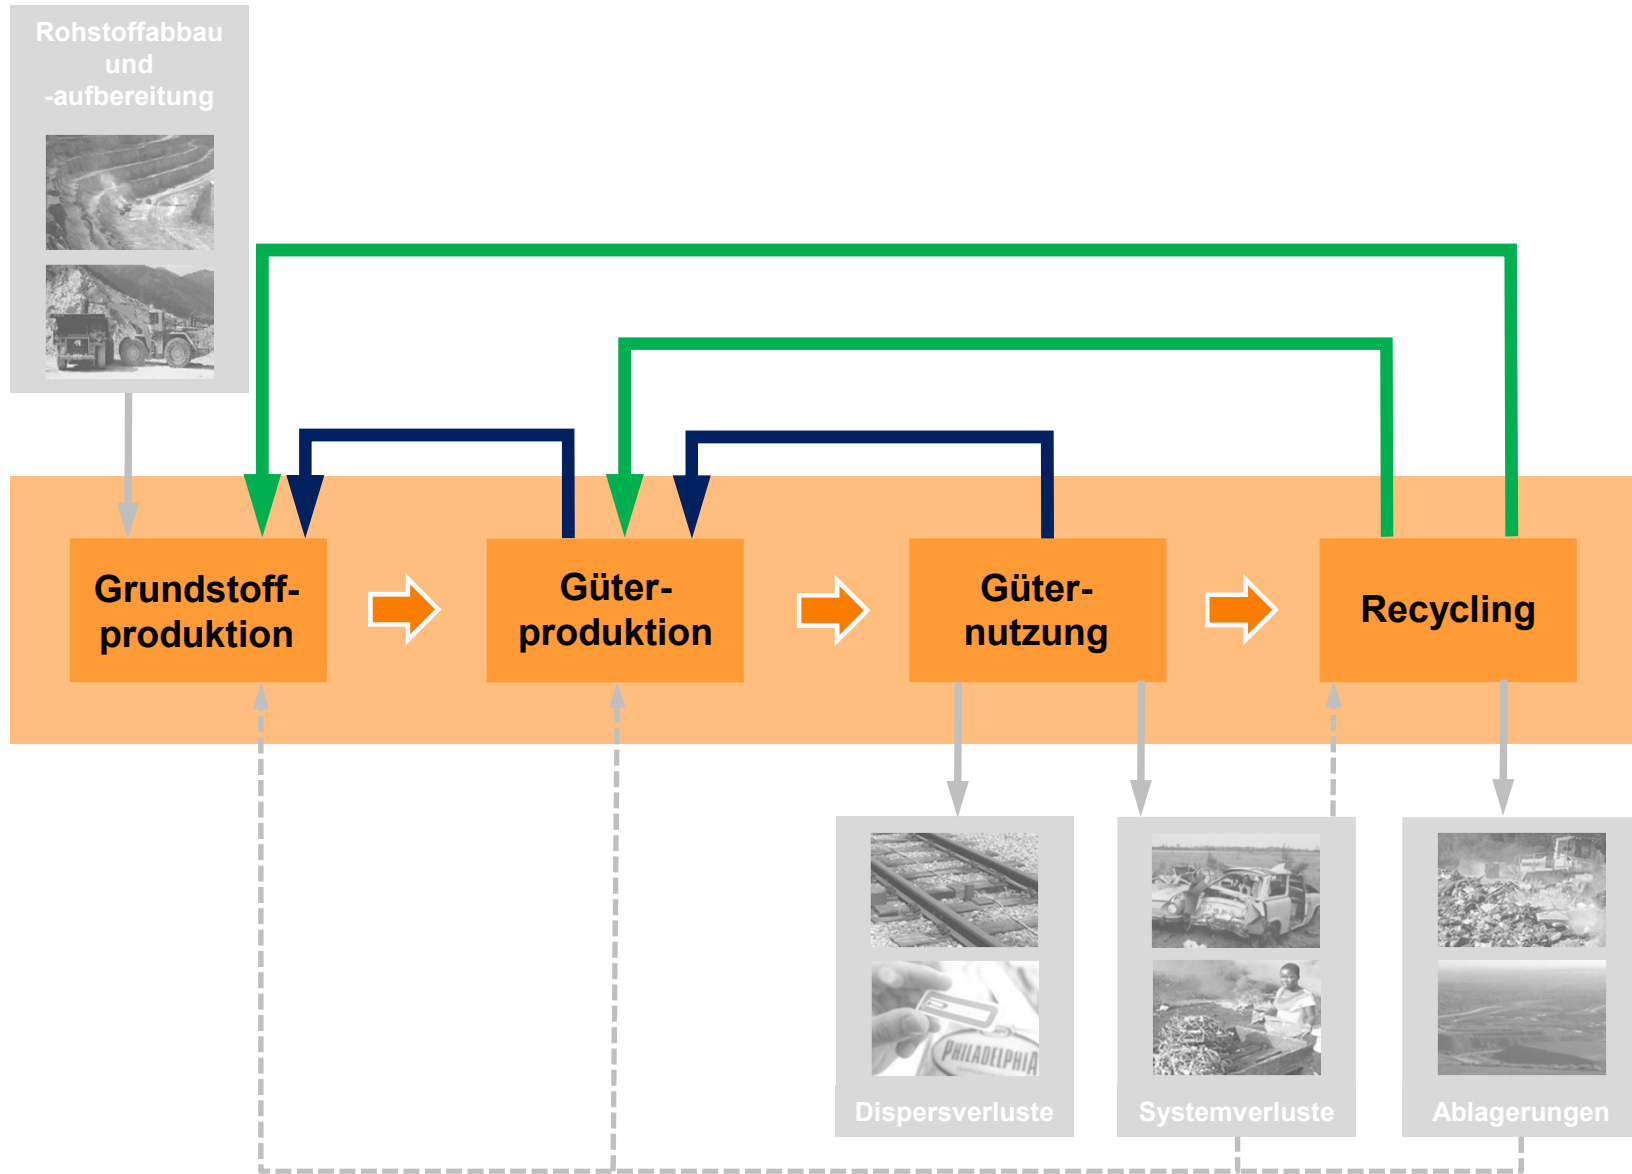 Rohstoffabbau
und
-aufbereitung
Grundstoff-
produktion
Güter-
produktion
Güter-
nutzung
Recycling
PHILADELPHIA
Dispersverluste
Systemverluste
Ablagerungen